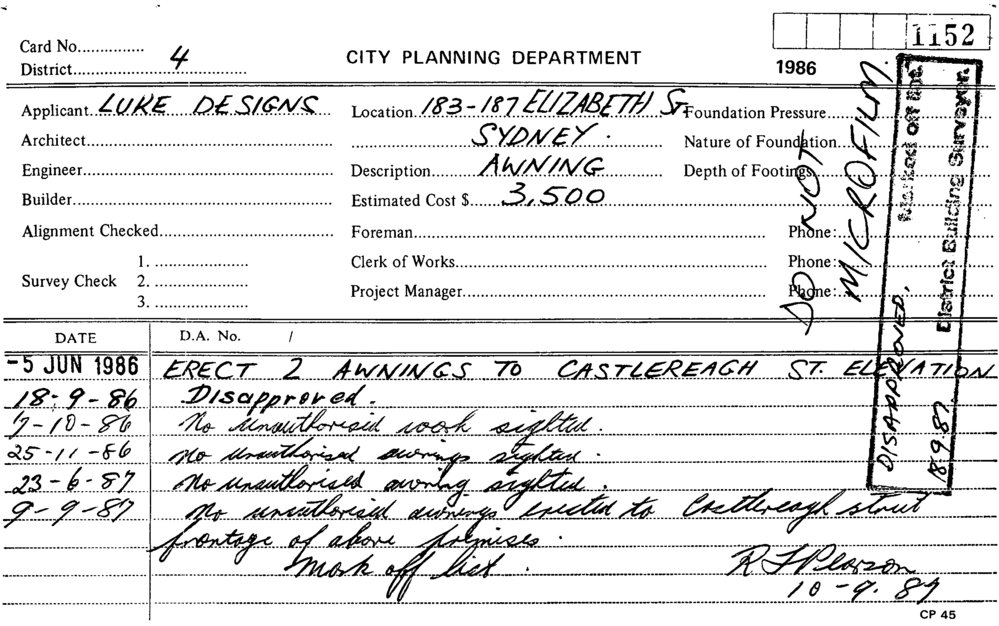 1152
Card No...............
District.......... 4 ..........
CITY PLANNING DEPARTMENT
1986
Applicant.. LUKE DESIGNS
Location.. 183-187 ELIZABETH ST.
Foundation Pressure
Architect
SYDNEY.
Nature of Foundation
Engineer
Description.... AWNING
Depth of Footings
Builder
Estimated Cost $.... 3,500
Alignment Checked
Foreman
Phone:
Survey Check
1.
2.
3.
Clerk of Works
Phone:
Project Manager
Phone:
DO NOT
MICROFILM
Marked off list
District Building Surveyor.
DISAPPROVED.
18.9.87
DATE
D.A. No. /
-5 JUN 1986 ERECT 2 AWNINGS TO CASTLEREAGH ST. ELEVATION
18-9-86 Disapproved.
7-10-86 No unauthorised work sighted.
25-11-86 No unauthorised awnings sighted.
23-6-87 No unauthorised awning sighted.
9-9-87 No unauthorised awnings erected to Castlereagh street
frontage of above premises.
Mark off list.
R F Pearson
10-9.87
CP 45